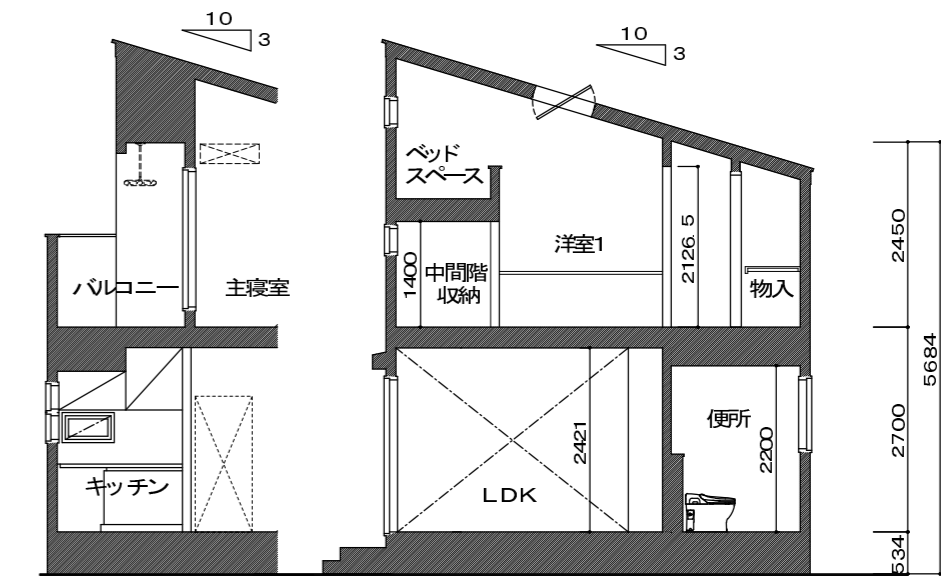 10
3
10
3
ベッド
スペース
洋室1
2126.5
2450
1400
中間階
収納
バルコニー
主寝室
物入
5684
便所
2421
2200
2700
キッチン
LDK
534